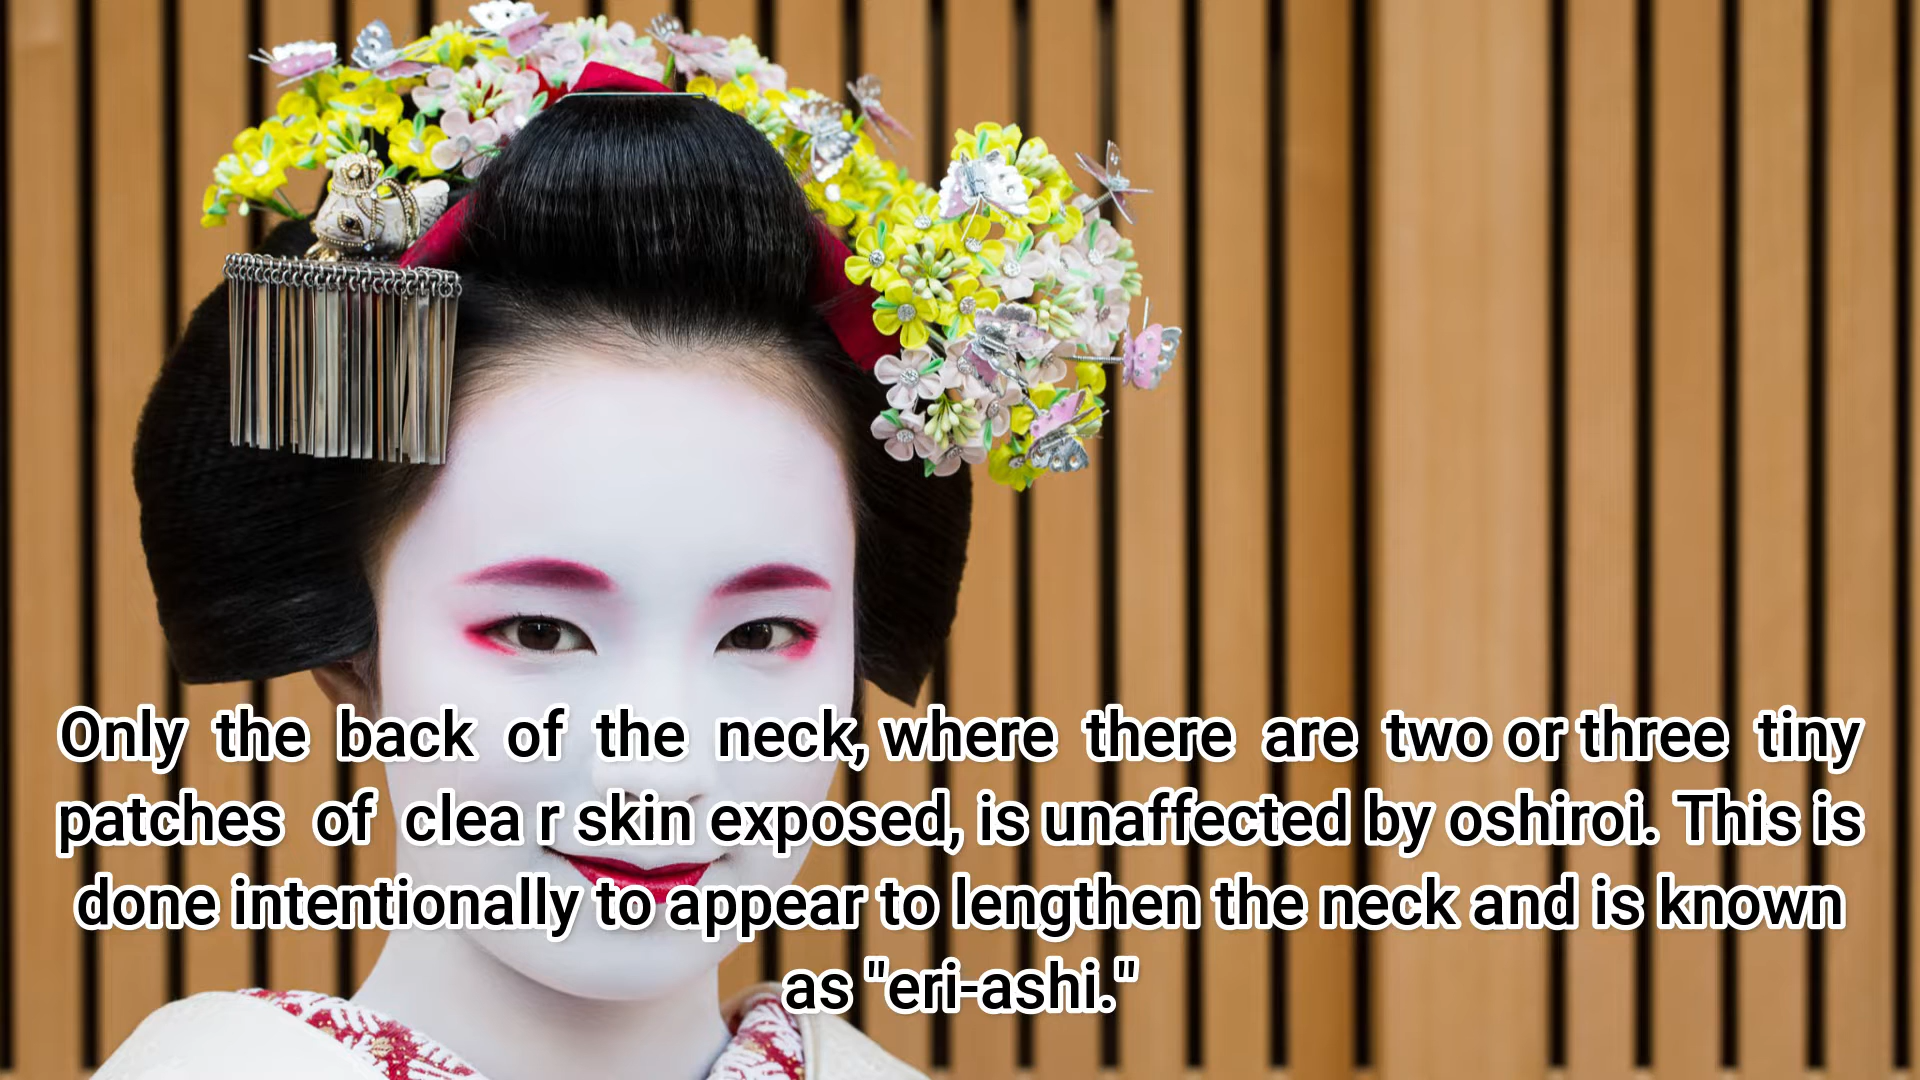 Only the back of the neck, where there are two or three tiny
patches of clea r skin exposed, is unaffected by oshiroi. This is
done intentionally to appear to lengthen the neck and is known
as "eri-ashi."